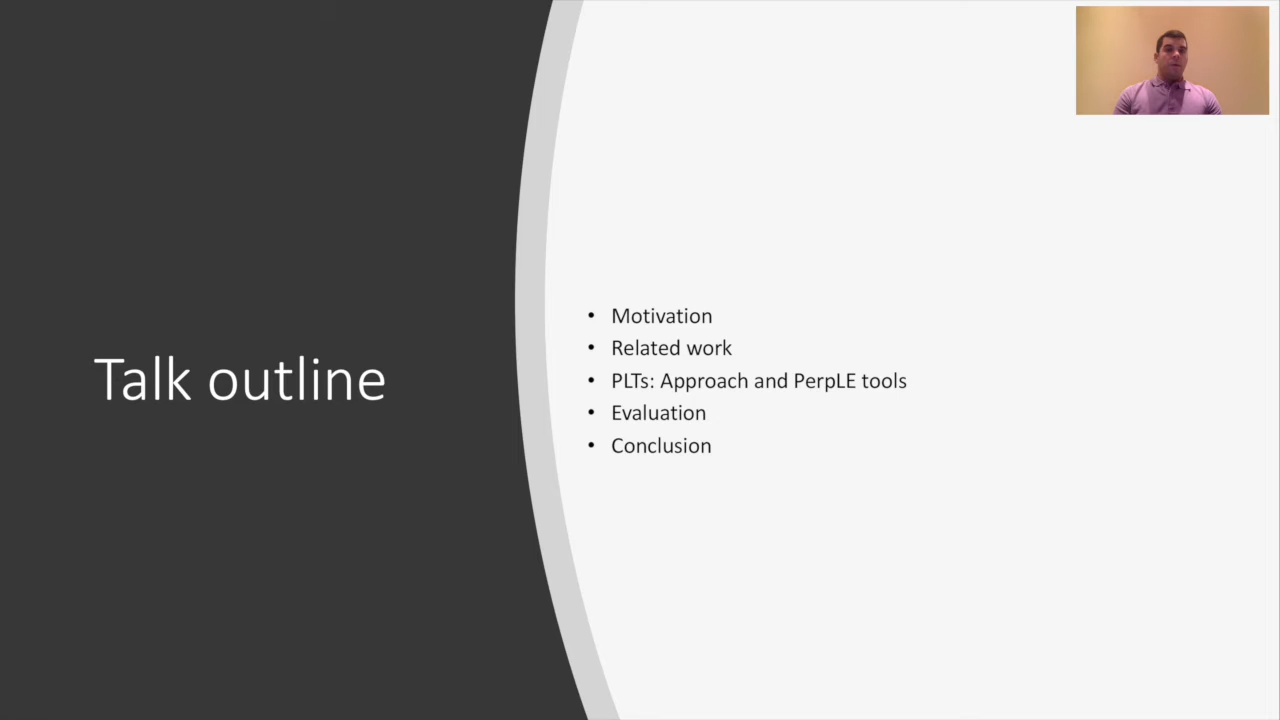 Talk outline
• Motivation
• Related work
• PLTs: Approach and PerpLE tools
• Evaluation
• Conclusion